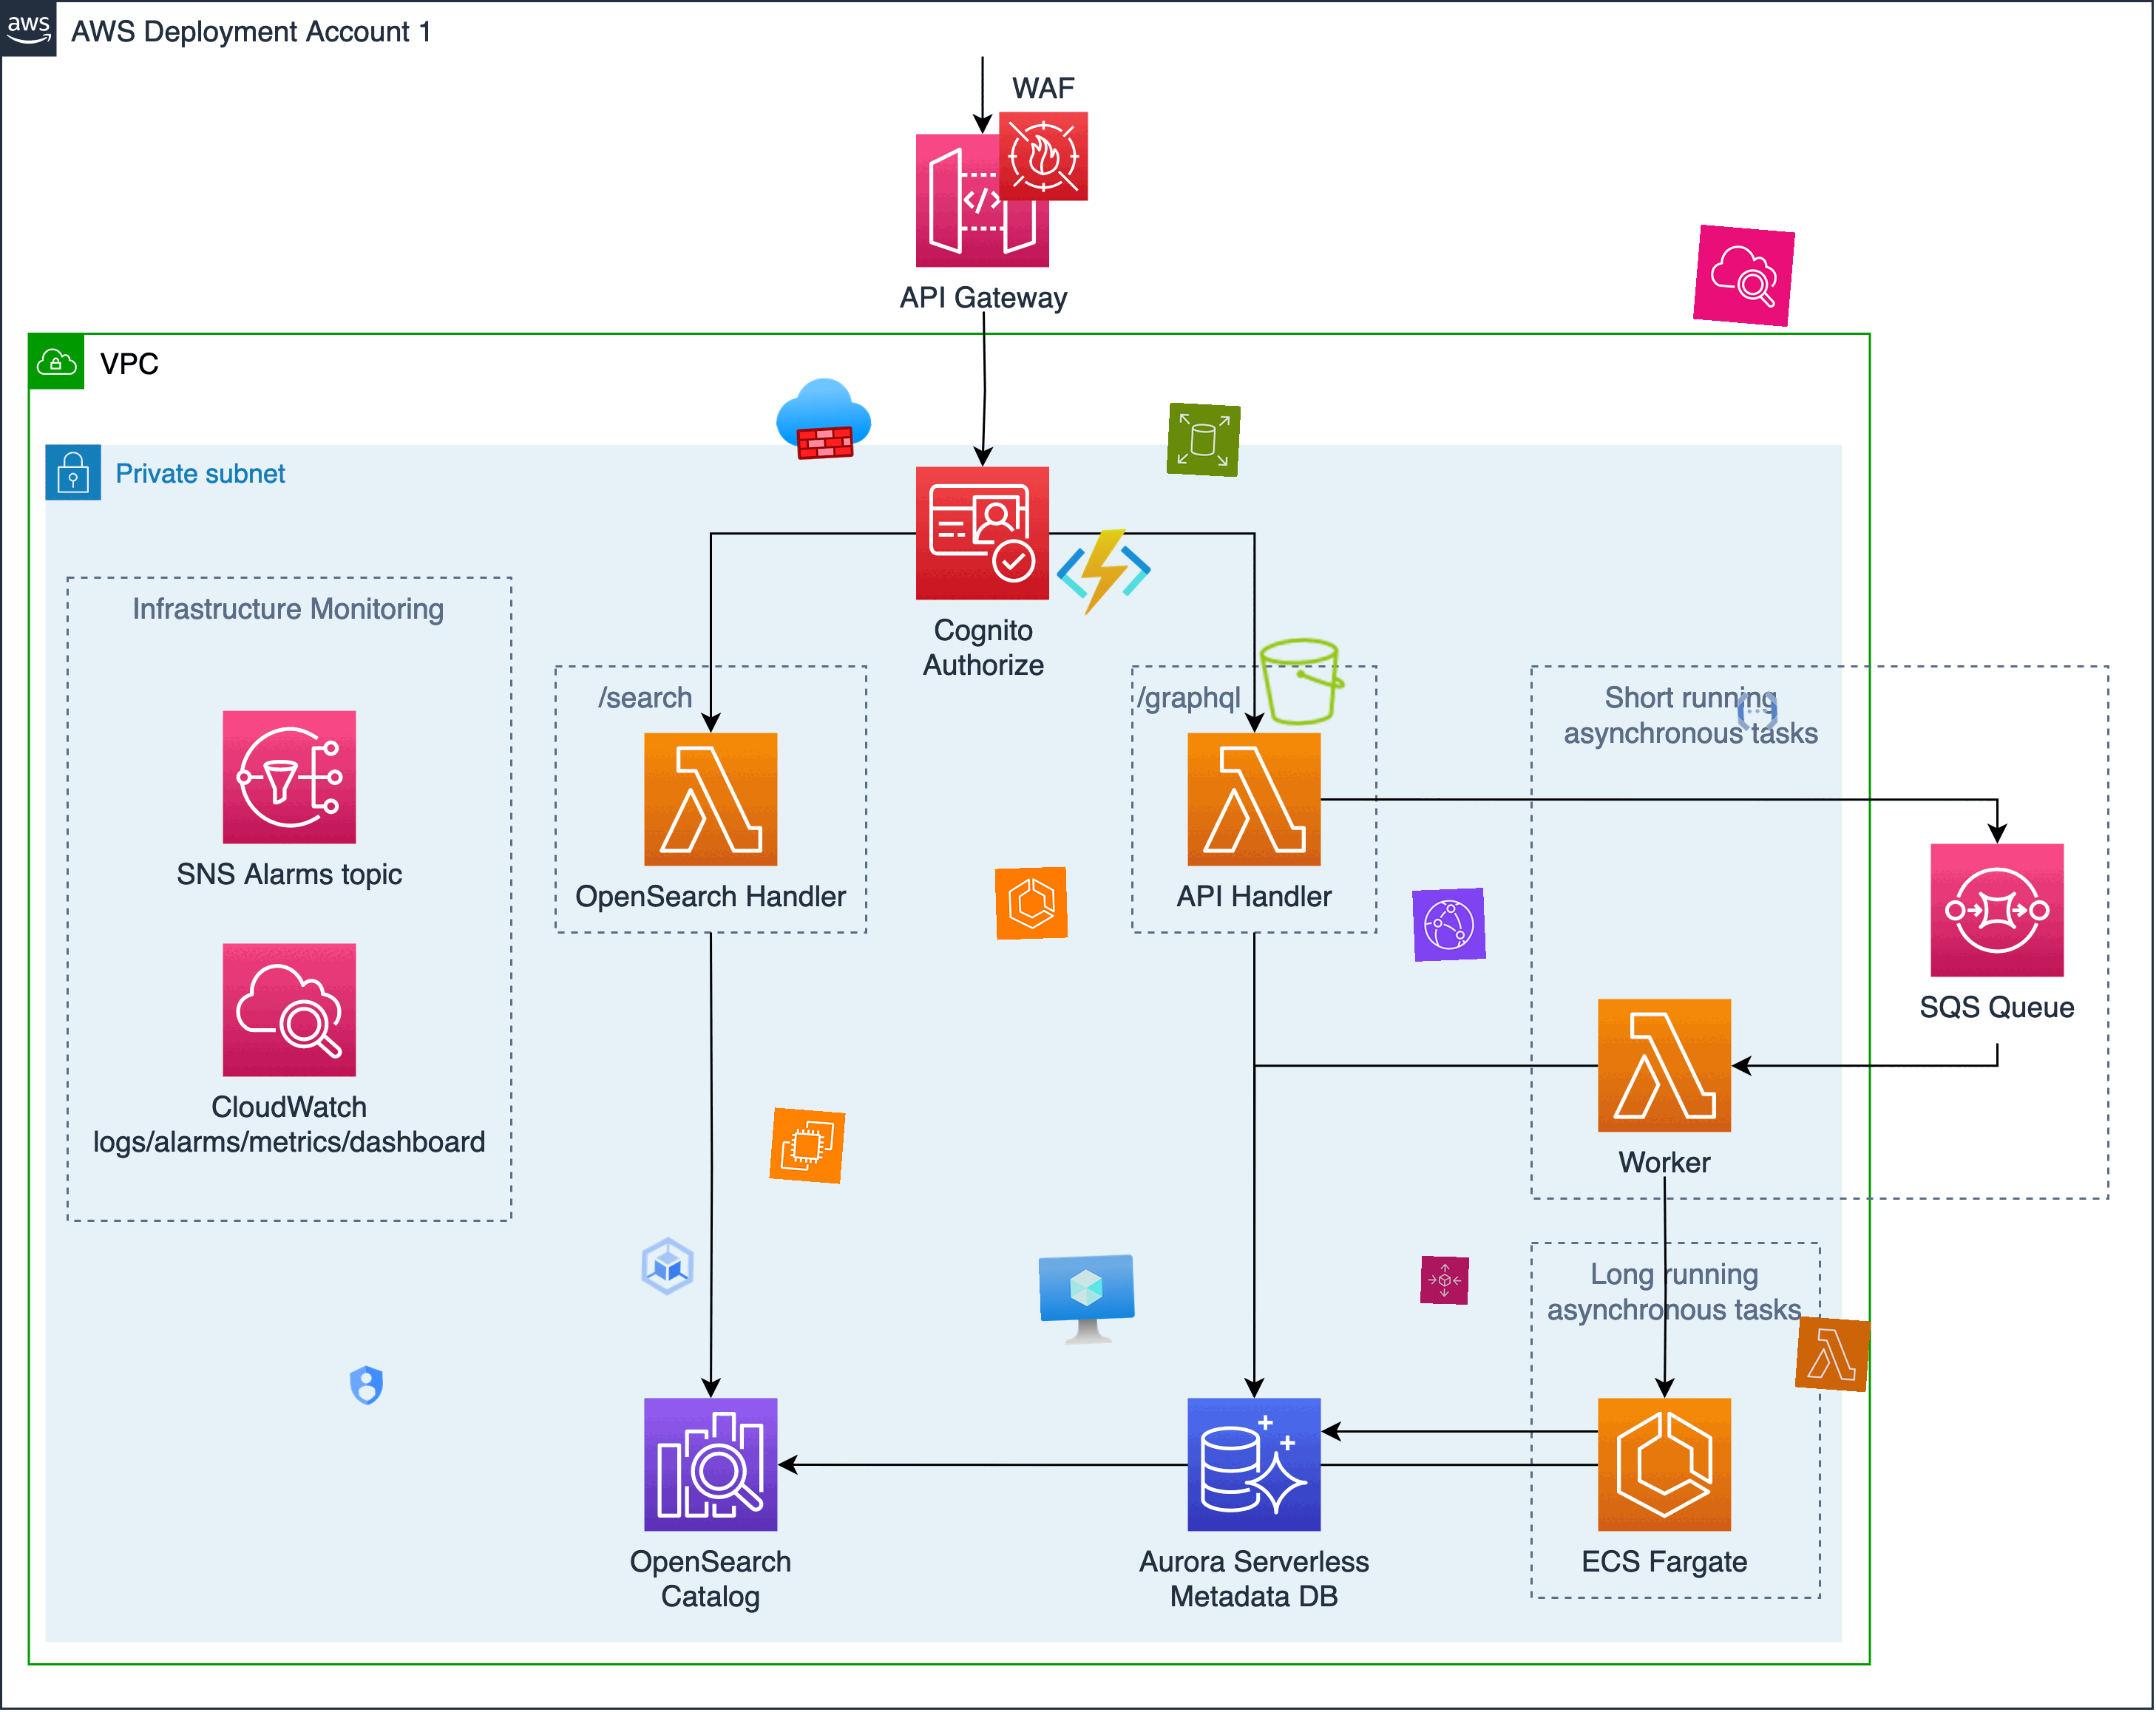 aws
AWS Deployment Account 1
WAF
</>
API Gateway
VPC
Private subnet
Cognito
Authorize
Infrastructure Monitoring
/search
/graphql
Short running
asynchronous tasks
SNS Alarms topic
OpenSearch Handler
API Handler
SQS Queue
CloudWatch
logs/alarms/metrics/dashboard
Worker
Long running
asynchronous tasks
OpenSearch
Catalog
Aurora Serverless
Metadata DB
ECS Fargate